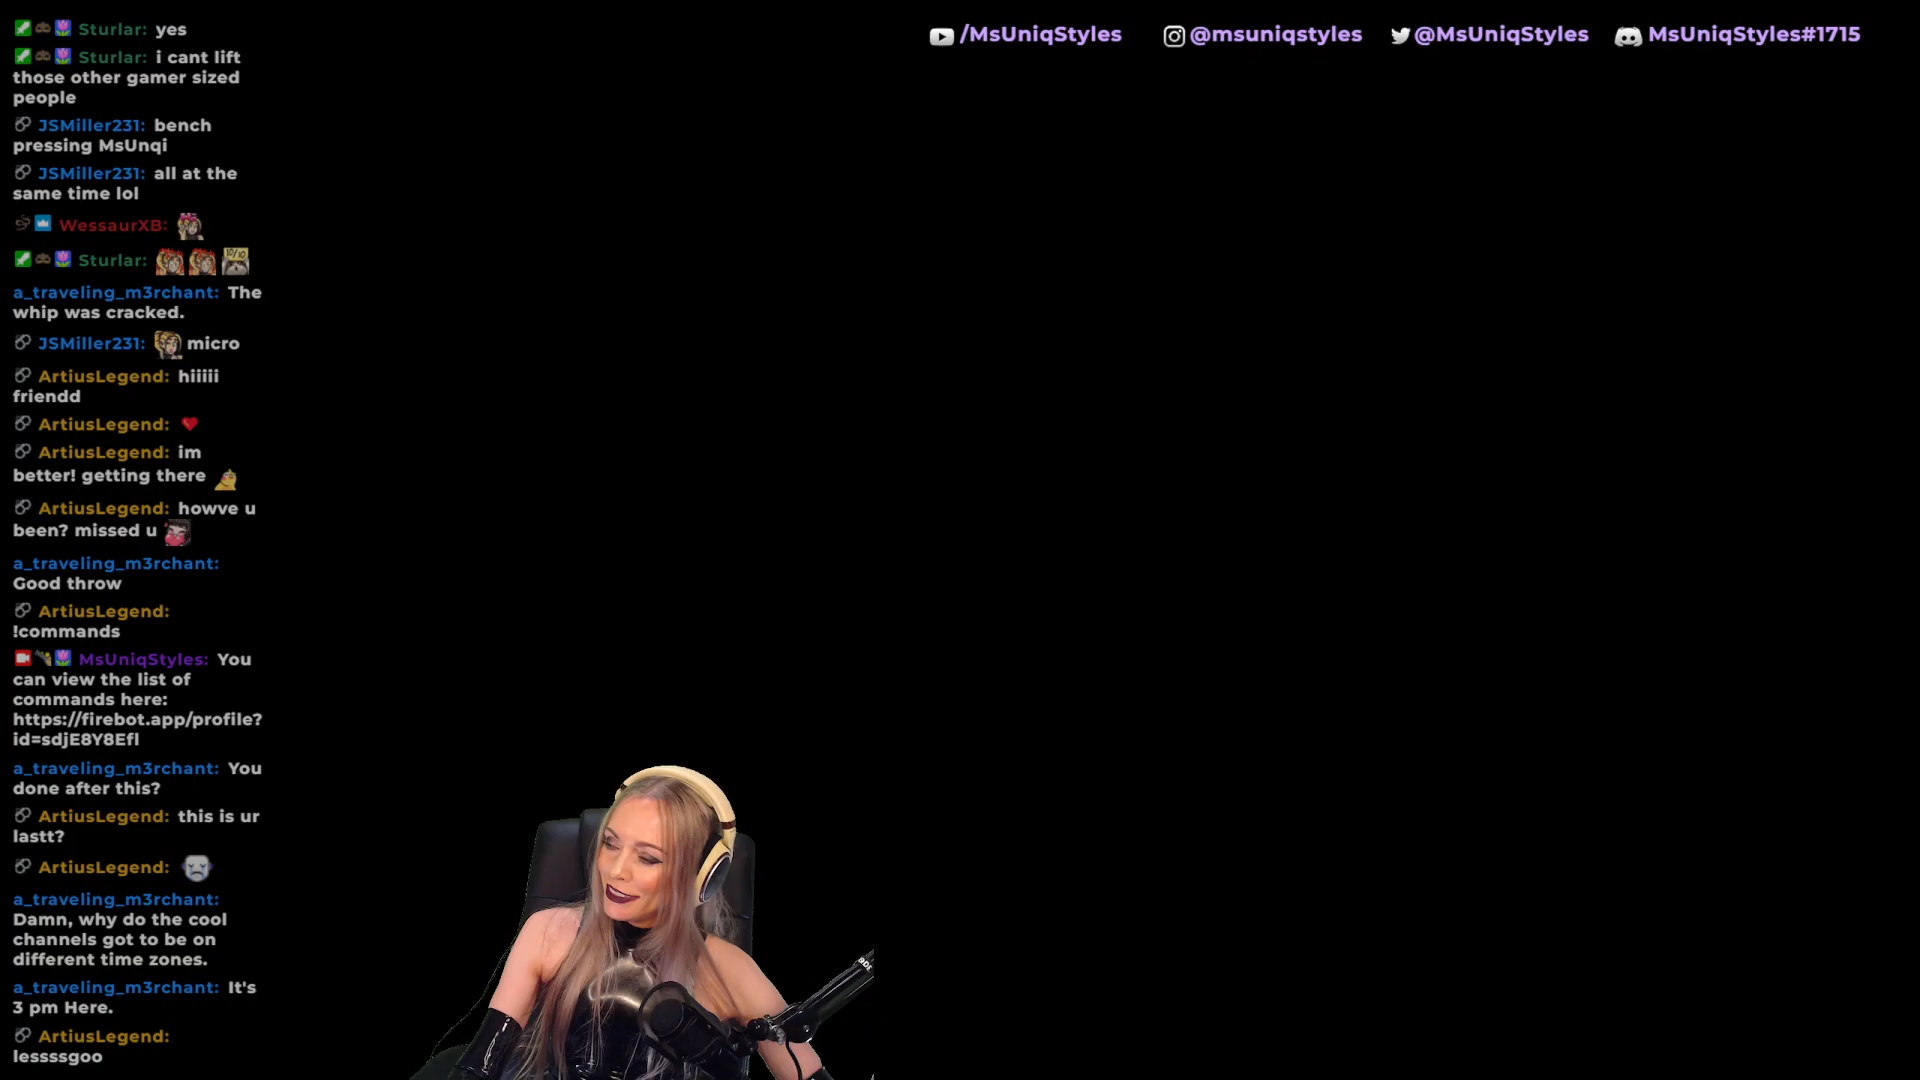 /MsUniqStyles @msuniqstyles @MsUniqStyles MsUniqStyles#1715
Sturlar: yes
Sturlar: i cant lift
those other gamer sized
people
JSMiller231: bench
pressing MsUnqi
JSMiller231: all at the
same time lol
WessaurXB:
Sturlar: 10/10
a_traveling_m3rchant: The
whip was cracked.
JSMiller231: micro
ArtiusLegend: hiiiii
friendd
ArtiusLegend:
ArtiusLegend: im
better! getting there
ArtiusLegend: howve u
been? missed u
a_traveling_m3rchant:
Good throw
ArtiusLegend:
!commands
MsUniqStyles: You
can view the list of
commands here:
https://firebot.app/profile?
id=sdjE8Y8Efl
a_traveling_m3rchant: You
done after this?
ArtiusLegend: this is ur
lastt?
ArtiusLegend:
a_traveling_m3rchant:
Damn, why do the cool
channels got to be on
different time zones.
a_traveling_m3rchant: It's
3 pm Here.
ArtiusLegend:
lessssgoo